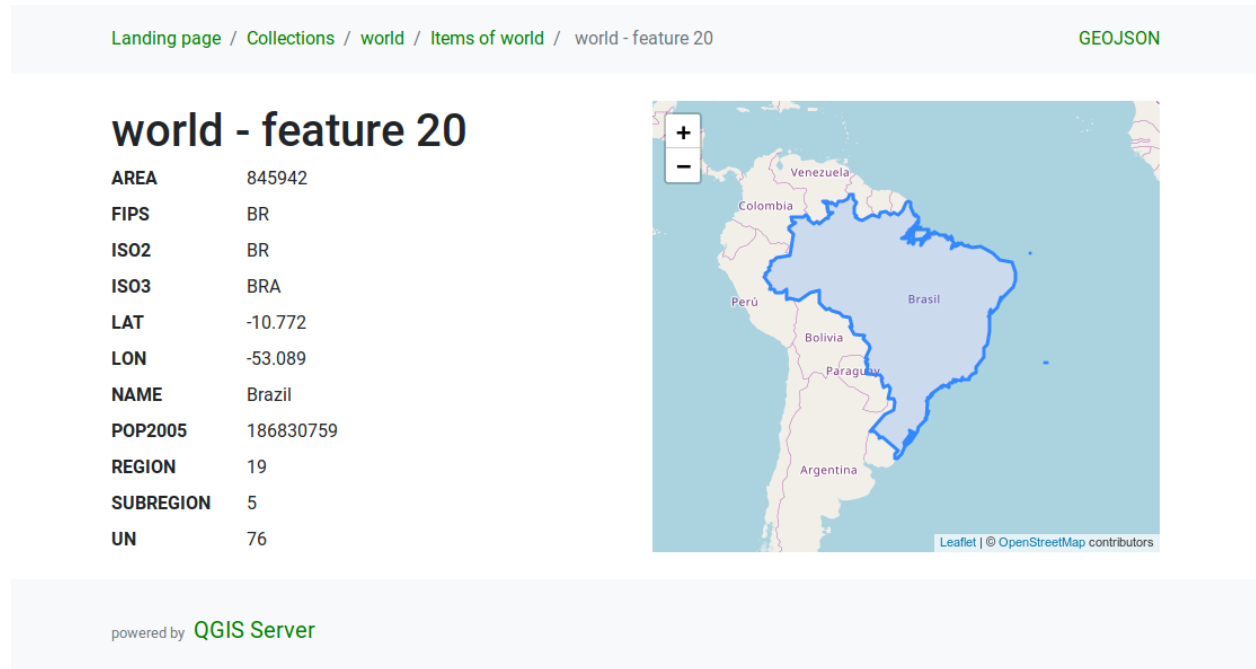 Landing page / Collections / world / Items of world / world - feature 20 GEOJSON
world - feature 20
AREA 845942
FIPS BR
ISO2 BR
ISO3 BRA
LAT -10.772
LON -53.089
NAME Brazil
POP2005 186830759
REGION 19
SUBREGION 5
UN 76
+
−
Venezuela
Colombia
Perú
Brasil
Bolivia
Paraguay
Argentina
Leaflet | © OpenStreetMap contributors
powered by QGIS Server